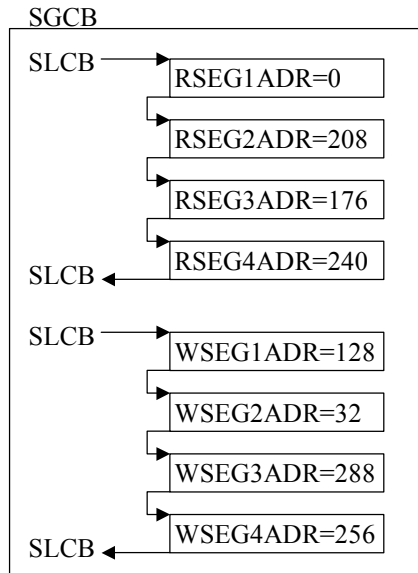 SGCB
SLCB
RSEG1ADR=0
RSEG2ADR=208
RSEG3ADR=176
RSEG4ADR=240
SLCB
SLCB
WSEG1ADR=128
WSEG2ADR=32
WSEG3ADR=288
WSEG4ADR=256
SLCB